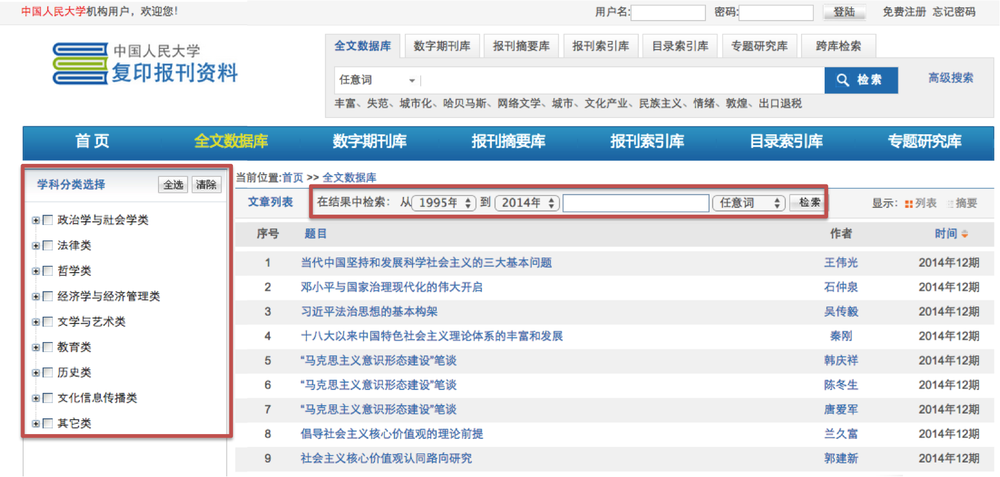 中国人民大学机构用户，欢迎您！
用户名: 密码: 登陆 免费注册 忘记密码
中国人民大学
复印报刊资料
全文数据库 数字期刊库 报刊摘要库 报刊索引库 目录索引库 专题研究库 跨库检索
任意词 检索 高级搜索
丰富、失范、城市化、哈贝马斯、网络文学、城市、文化产业、民族主义、情绪、敦煌、出口退税
首页 全文数据库 数字期刊库 报刊摘要库 报刊索引库 目录索引库 专题研究库
学科分类选择 全选 清除
政治学与社会学类
法律类
哲学类
经济学与经济管理类
文学与艺术类
教育类
历史类
文化信息传播类
其它类
当前位置:首页 >> 全文数据库
文章列表 在结果中检索： 从 1995年 到 2014年 任意词 检索 显示： 列表 摘要
序号 题目 作者 时间
1 当代中国坚持和发展科学社会主义的三大基本问题 王伟光 2014年12期
2 邓小平与国家治理现代化的伟大开启 石仲泉 2014年12期
3 习近平法治思想的基本构架 吴传毅 2014年12期
4 十八大以来中国特色社会主义理论体系的丰富和发展 秦刚 2014年12期
5 “马克思主义意识形态建设”笔谈 韩庆祥 2014年12期
6 “马克思主义意识形态建设”笔谈 陈冬生 2014年12期
7 “马克思主义意识形态建设”笔谈 唐爱军 2014年12期
8 倡导社会主义核心价值观的理论前提 兰久富 2014年12期
9 社会主义核心价值观认同路向研究 郭建新 2014年12期